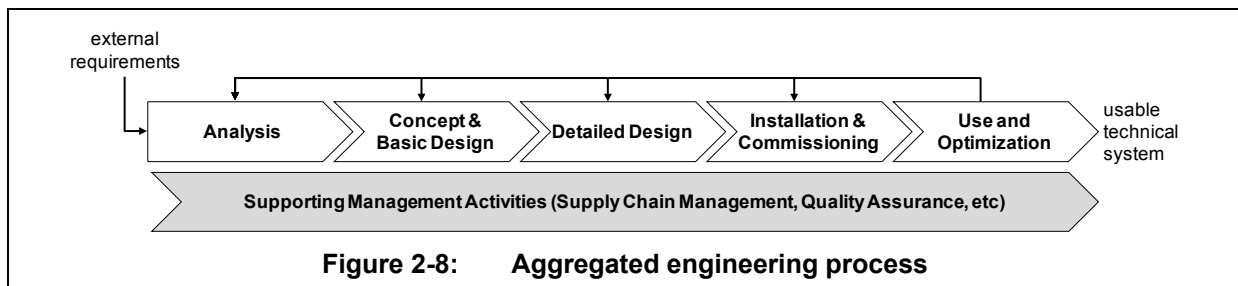 external
requirements
Analysis
Concept &
Basic Design
Detailed Design
Installation &
Commissioning
Use and
Optimization
usable
technical
system
Supporting Management Activities (Supply Chain Management, Quality Assurance, etc)
Figure 2-8: Aggregated engineering process